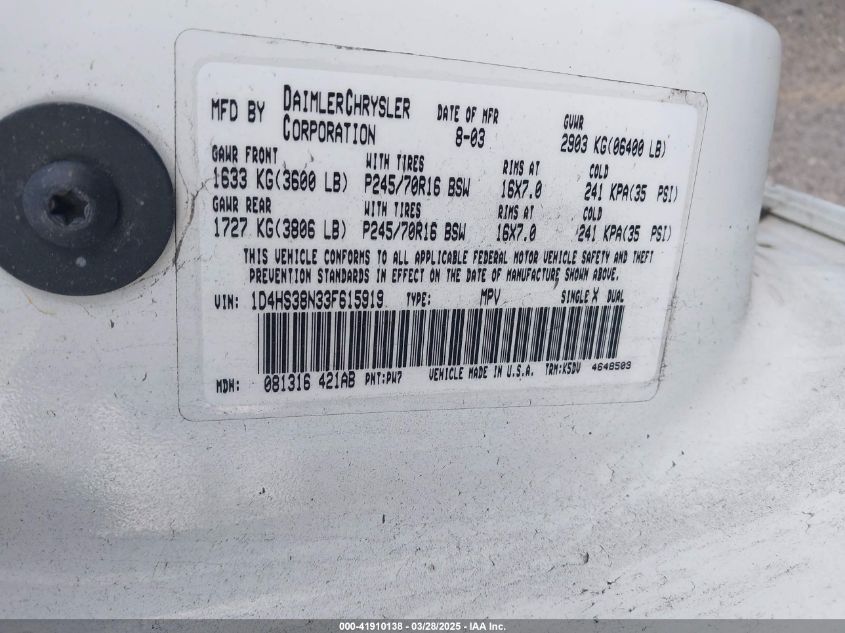 MFD BY DAIMLERCHRYSLER CORPORATION DATE OF MFR 8-03 GVWR 2903 KG(06400 LB)
GAWR FRONT WITH TIRES RIMS AT COLD
1633 KG(3600 LB) P245/70R16 BSW 16X7.0 241 KPA(35 PSI)
GAWR REAR WITH TIRES RIMS AT COLD
1727 KG(3806 LB) P245/70R16 BSW 16X7.0 241 KPA(35 PSI)
THIS VEHICLE CONFORMS TO ALL APPLICABLE FEDERAL MOTOR VEHICLE SAFETY AND THEFT
PREVENTION STANDARDS IN EFFECT ON THE DATE OF MANUFACTURE SHOWN ABOVE.
VIN: 1D4HS38N33F615919 TYPE: MPV SINGLE X DUAL
MDH: 081316 421AB PNT:PW7 VEHICLE MADE IN U.S.A. TRM:K5DV 4648509
000-41910138 - 03/28/2025 - IAA Inc.